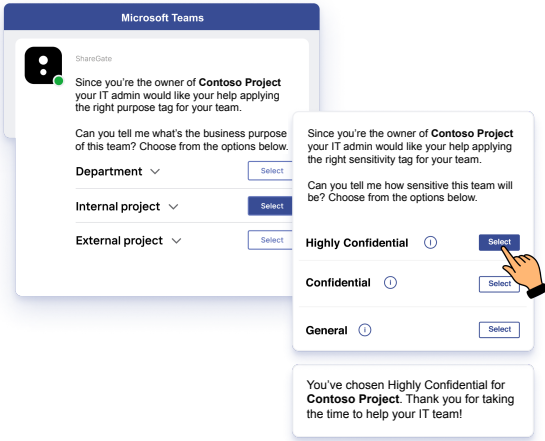 Microsoft Teams
ShareGate
Since you're the owner of Contoso Project
your IT admin would like your help applying
the right purpose tag for your team.
Can you tell me what's the business purpose
of this team? Choose from the options below.
Department
Select
Internal project
Select
External project
Select
Since you're the owner of Contoso Project
your IT admin would like your help applying
the right sensitivity tag for your team.
Can you tell me how sensitive this team will
be? Choose from the options below.
Highly Confidential
Select
Confidential
Select
General
Select
You've chosen Highly Confidential for
Contoso Project. Thank you for taking
the time to help your IT team!